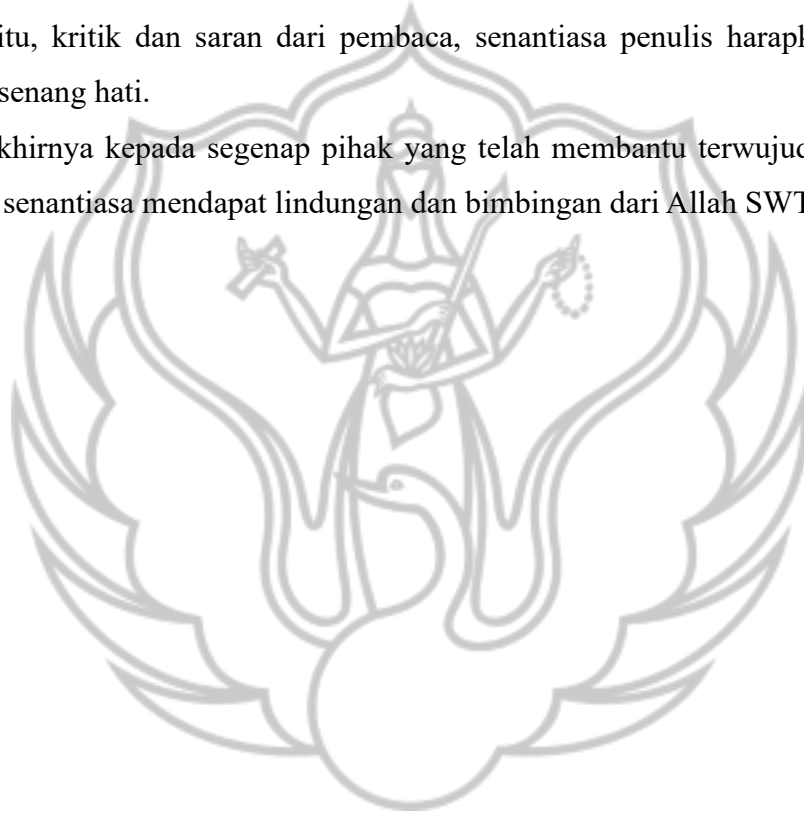 itu, kritik dan saran dari pembaca, senantiasa penulis harapk
senang hati.
khirnya kepada segenap pihak yang telah membantu terwujud
senantiasa mendapat lindungan dan bimbingan dari Allah SWT